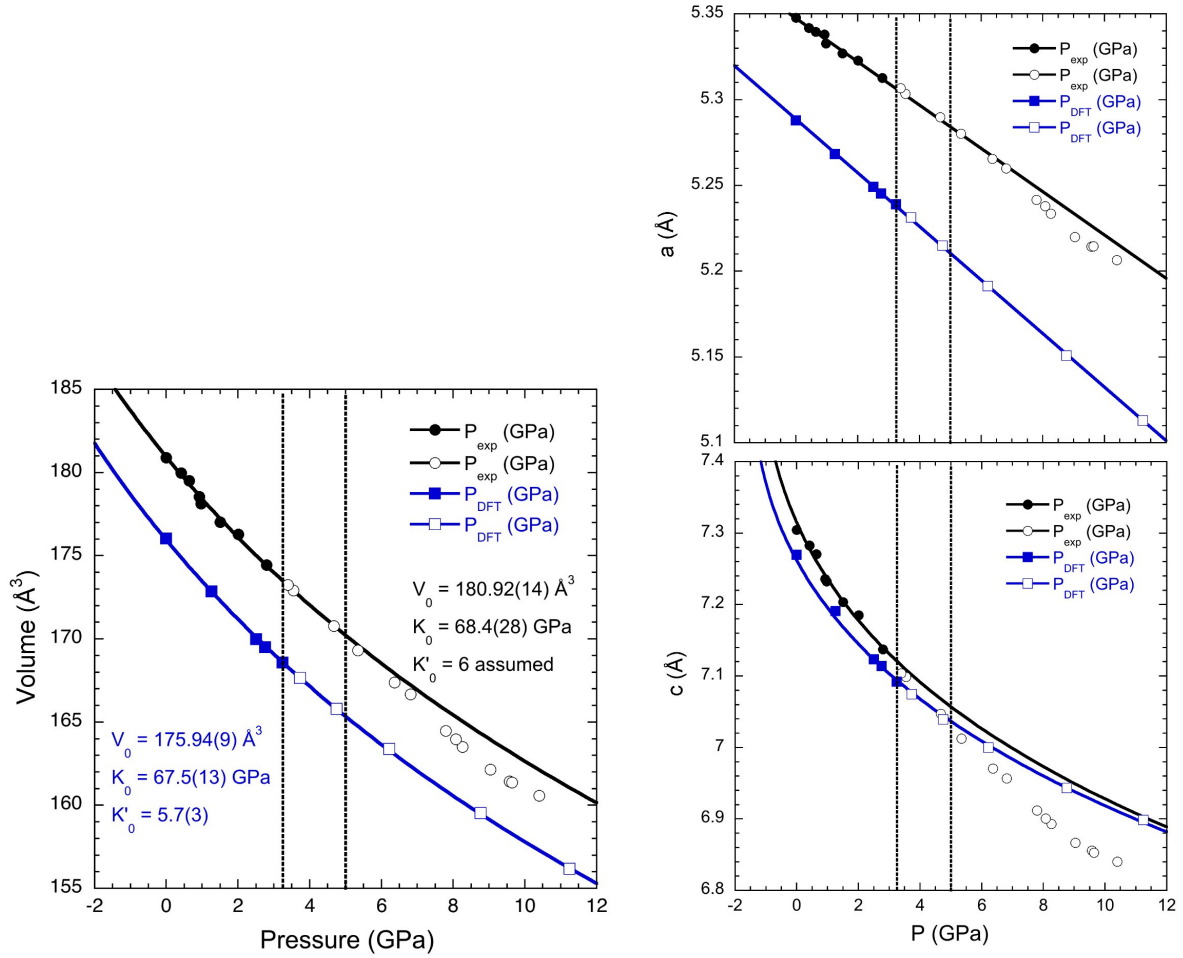 5.35
5.3
5.25
5.2
5.15
5.1
a (Å)
P_exp (GPa)
P_exp (GPa)
P_DFT (GPa)
P_DFT (GPa)
185
180
175
170
165
160
155
Volume (Å³)
P_exp (GPa)
P_exp (GPa)
P_DFT (GPa)
P_DFT (GPa)
V₀ = 180.92(14) Å³
K₀ = 68.4(28) GPa
K'₀ = 6 assumed
V₀ = 175.94(9) Å³
K₀ = 67.5(13) GPa
K'₀ = 5.7(3)
-2 0 2 4 6 8 10 12
Pressure (GPa)
7.4
7.3
7.2
7.1
7
6.9
6.8
c (Å)
P_exp (GPa)
P_exp (GPa)
P_DFT (GPa)
P_DFT (GPa)
-2 0 2 4 6 8 10 12
P (GPa)